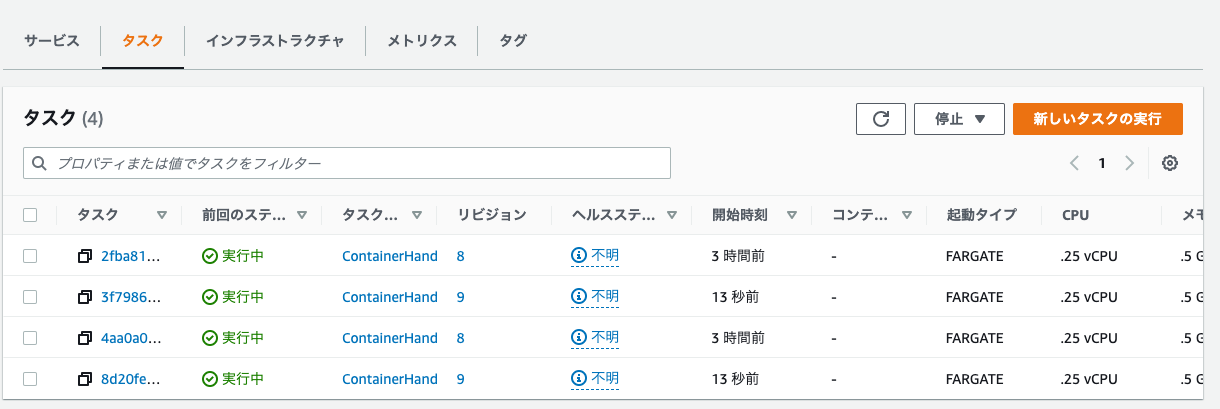 サービス タスク インフラストラクチャ メトリクス タグ
タスク (4) 停止 ▼ 新しいタスクの実行
プロパティまたは値でタスクをフィルター 1
タスク 前回のステ... タスク... リビジョン ヘルスステ... 開始時刻 コンテ... 起動タイプ CPU メモ
2fba81... 実行中 ContainerHand 8 不明 3 時間前 - FARGATE .25 vCPU .5 G
3f7986... 実行中 ContainerHand 9 不明 13 秒前 - FARGATE .25 vCPU .5 G
4aa0a0... 実行中 ContainerHand 8 不明 3 時間前 - FARGATE .25 vCPU .5 G
8d20fe... 実行中 ContainerHand 9 不明 13 秒前 - FARGATE .25 vCPU .5 G